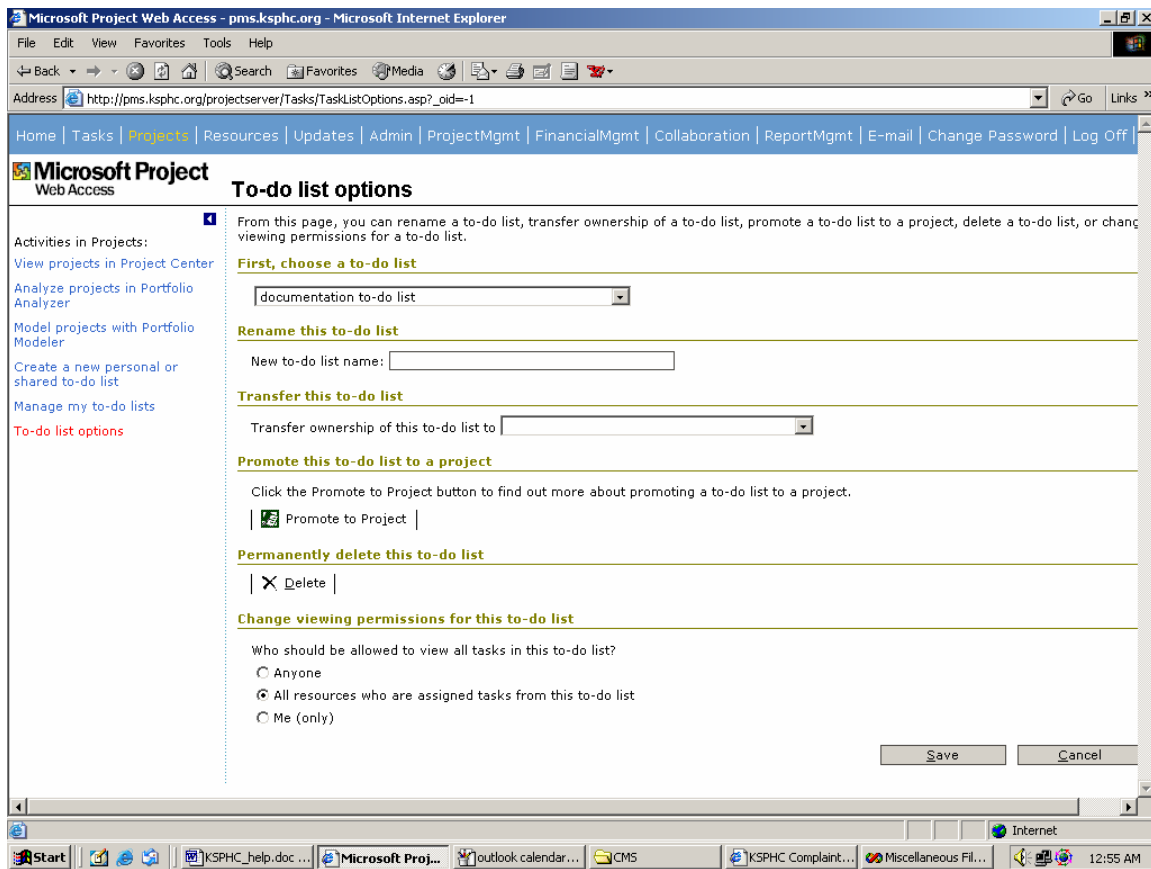 Microsoft Project Web Access - pms.ksphc.org - Microsoft Internet Explorer
File Edit View Favorites Tools Help
Back Search Favorites Media
Address http://pms.ksphc.org/projectserver/Tasks/TaskListOptions.asp?_oid=-1 Go Links »
Home | Tasks | Projects | Resources | Updates | Admin | ProjectMgmt | FinancialMgmt | Collaboration | ReportMgmt | E-mail | Change Password | Log Off |
Microsoft Project
Web Access
To-do list options
Activities in Projects:
View projects in Project Center
Analyze projects in Portfolio
Analyzer
Model projects with Portfolio
Modeler
Create a new personal or
shared to-do list
Manage my to-do lists
To-do list options
From this page, you can rename a to-do list, transfer ownership of a to-do list, promote a to-do list to a project, delete a to-do list, or chang
viewing permissions for a to-do list.
First, choose a to-do list
documentation to-do list
Rename this to-do list
New to-do list name:
Transfer this to-do list
Transfer ownership of this to-do list to
Promote this to-do list to a project
Click the Promote to Project button to find out more about promoting a to-do list to a project.
Promote to Project
Permanently delete this to-do list
Delete
Change viewing permissions for this to-do list
Who should be allowed to view all tasks in this to-do list?
Anyone
All resources who are assigned tasks from this to-do list
Me (only)
Save Cancel
Internet
Start KSPHC_help.doc ... Microsoft Proj... outlook calendar... CMS KSPHC Complaint... Miscellaneous Fil... 12:55 AM